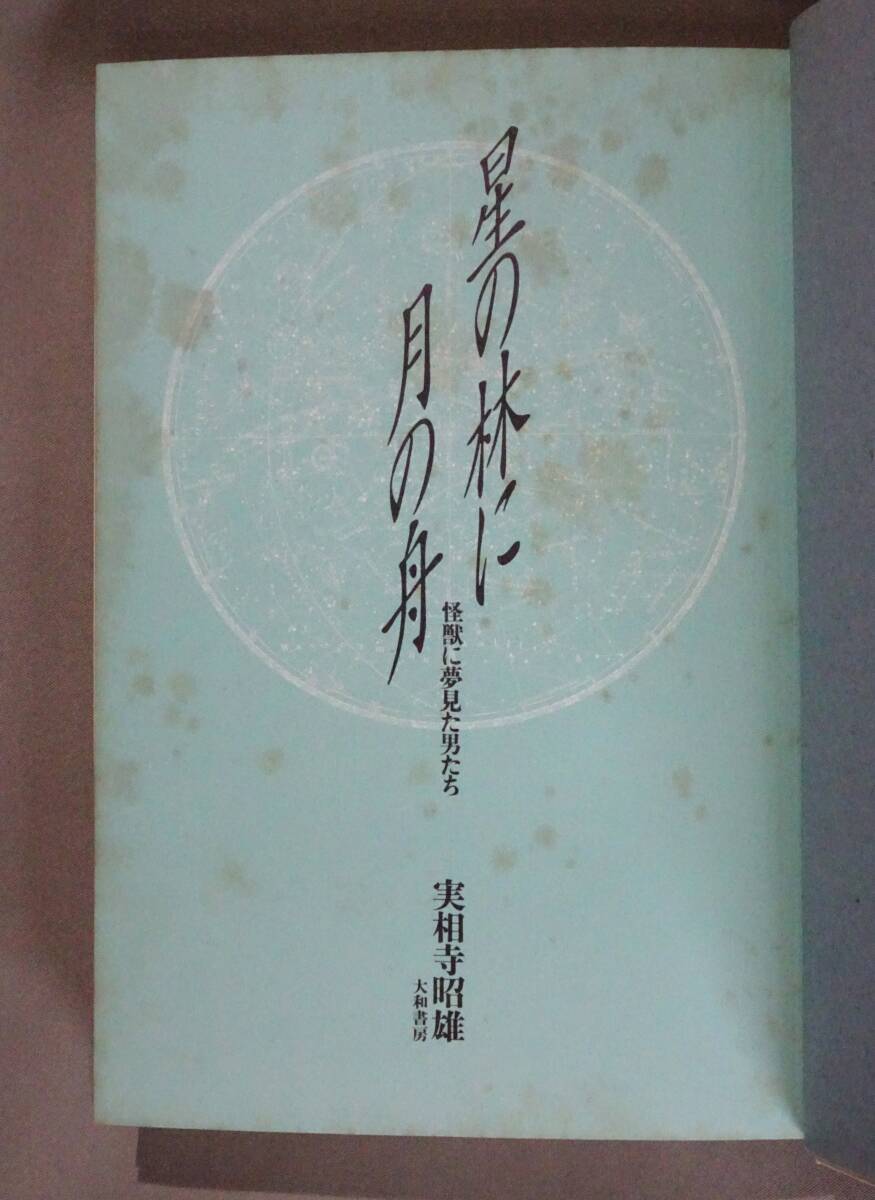 星の林に
月の舟
怪獣に夢見た男たち
実相寺昭雄
大和書房